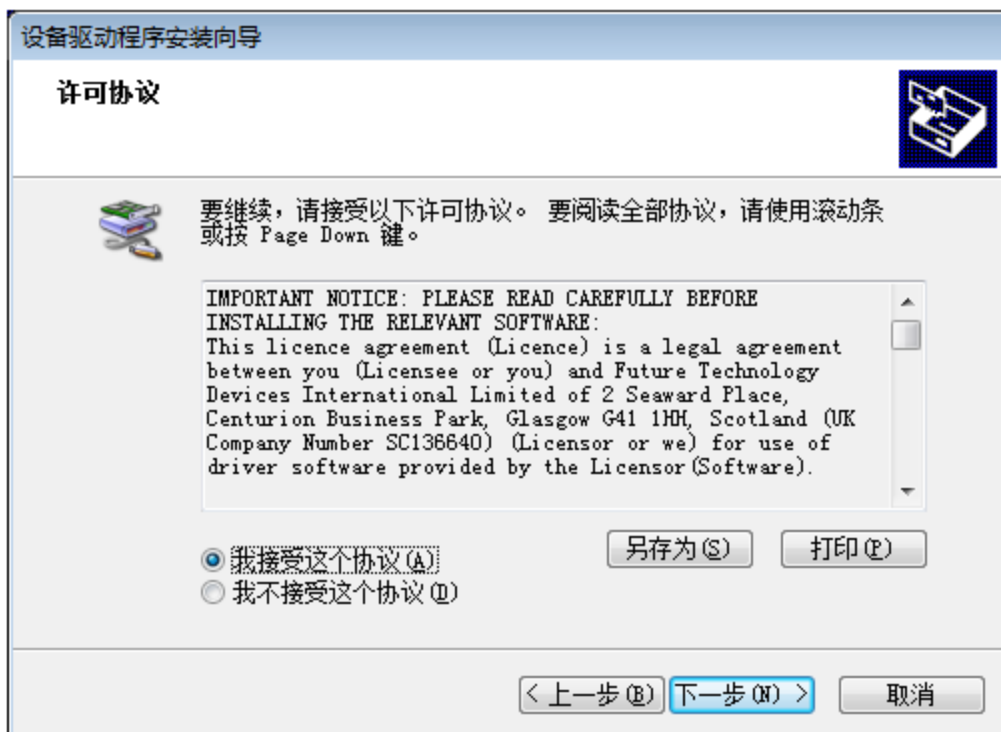 设备驱动程序安装向导
许可协议
要继续，请接受以下许可协议。 要阅读全部协议，请使用滚动条
或按 Page Down 键。
IMPORTANT NOTICE: PLEASE READ CAREFULLY BEFORE
INSTALLING THE RELEVANT SOFTWARE:
This licence agreement (Licence) is a legal agreement
between you (Licensee or you) and Future Technology
Devices International Limited of 2 Seaward Place,
Centurion Business Park, Glasgow G41 1HH, Scotland (UK
Company Number SC136640) (Licensor or we) for use of
driver software provided by the Licensor(Software).
我接受这个协议(A)
另存为(S)
打印(P)
我不接受这个协议(D)
< 上一步(B)
下一步(N) >
取消